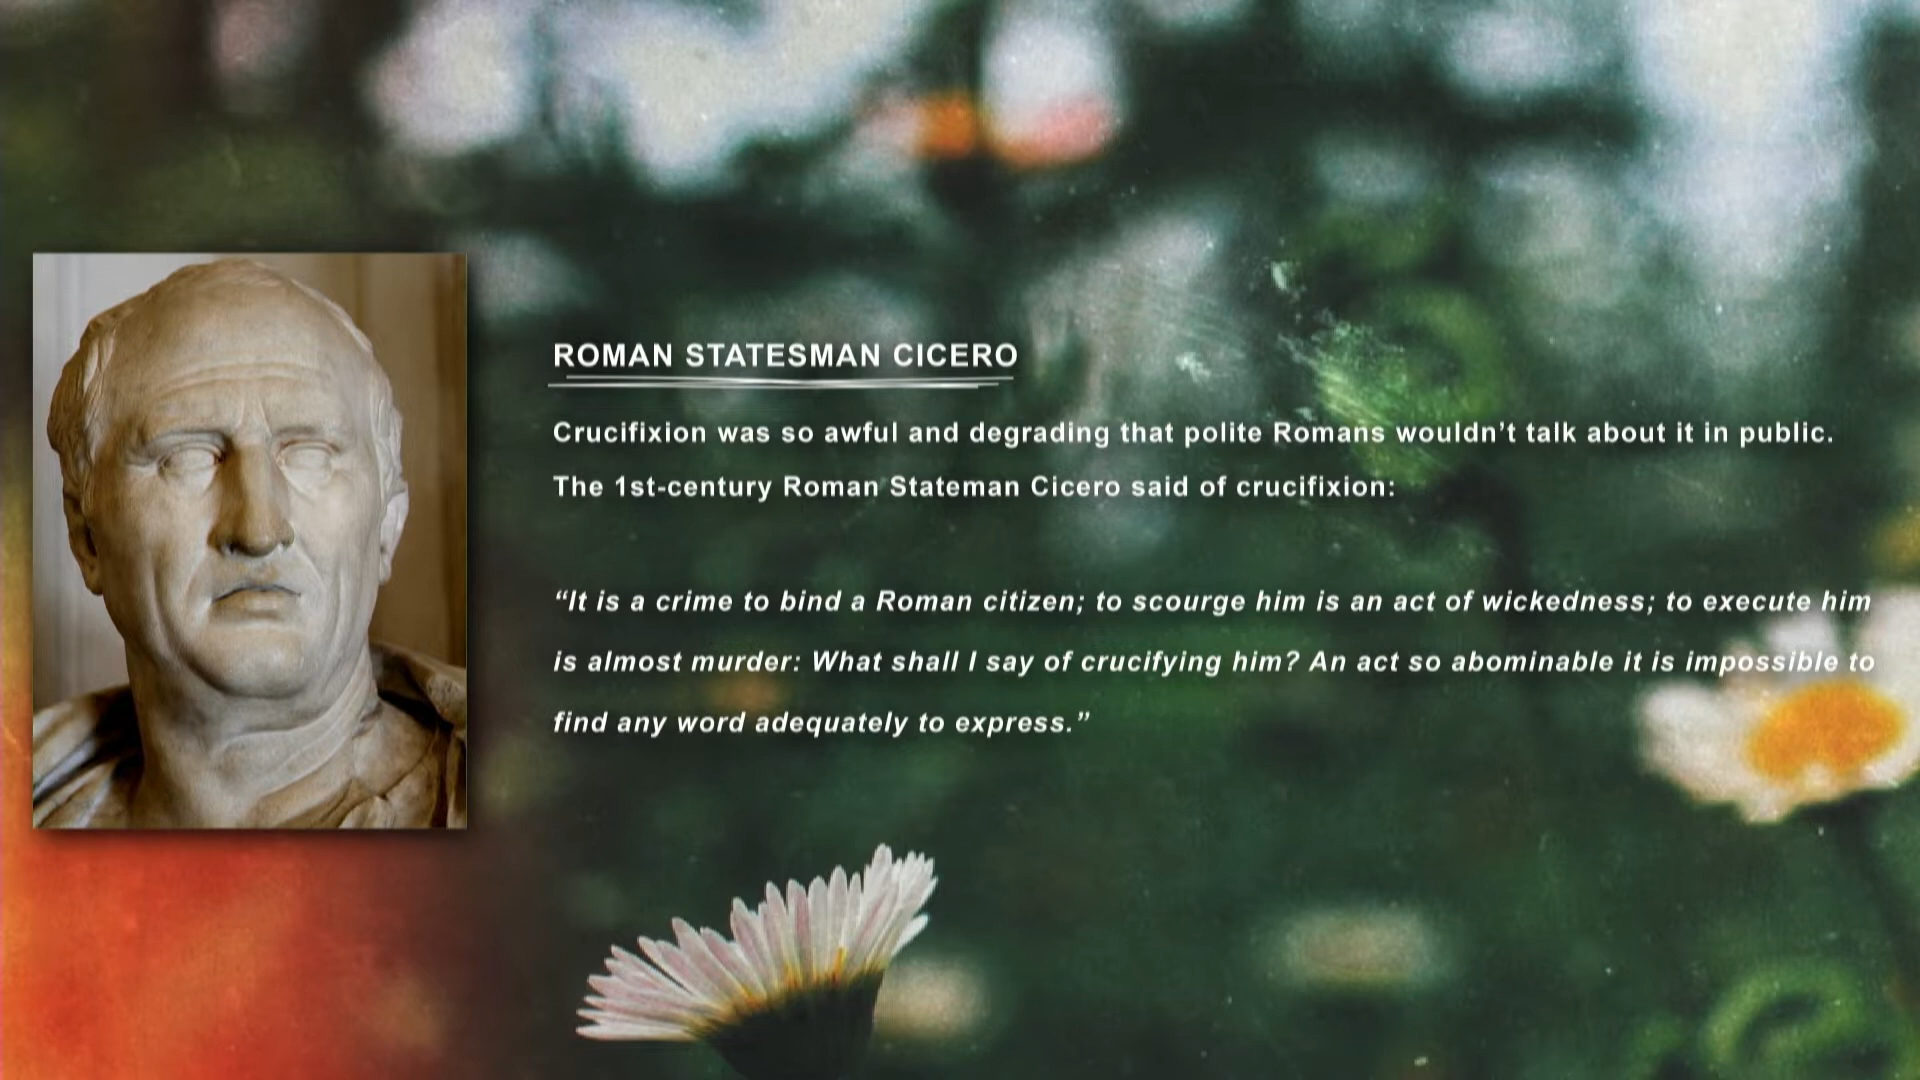 ROMAN STATESMAN CICERO
Crucifixion was so awful and degrading that polite Romans wouldn’t talk about it in public.
The 1st-century Roman Stateman Cicero said of crucifixion:
“It is a crime to bind a Roman citizen; to scourge him is an act of wickedness; to execute him
is almost murder: What shall I say of crucifying him? An act so abominable it is impossible to
find any word adequately to express.”